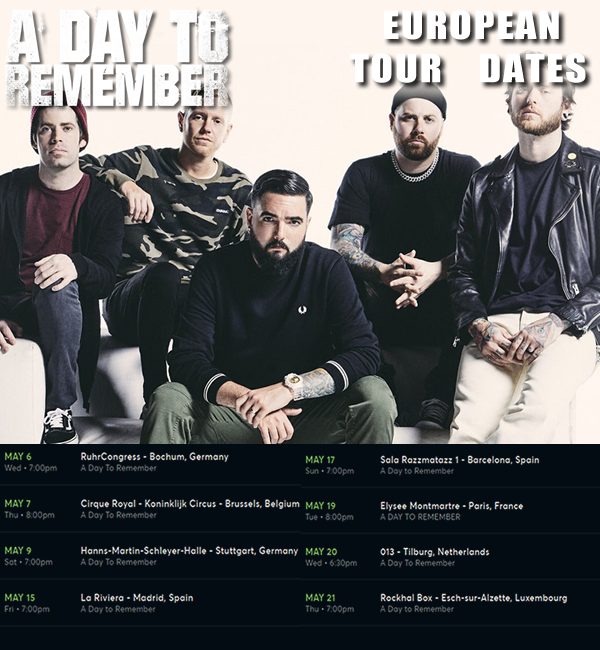 A DAY TO
REMEMBER
EUROPEAN
TOUR DATES
MAY 6
RuhrCongress - Bochum, Germany
Wed • 7:00pm
A Day To Remember
MAY 7
Cirque Royal - Koninklijk Circus - Brussels, Belgium
Thu • 8:00pm
A Day To Remember
MAY 9
Hanns-Martin-Schleyer-Halle - Stuttgart, Germany
Sat • 7:00pm
A Day To Remember
MAY 15
La Riviera - Madrid, Spain
Fri • 7:00pm
A Day to Remember
MAY 17
Sala Razzmatazz 1 - Barcelona, Spain
Sun • 7:00pm
A Day to Remember
MAY 19
Elysee Montmartre - Paris, France
Tue • 8:00pm
A DAY TO REMEMBER
MAY 20
013 - Tilburg, Netherlands
Wed • 6:30pm
A Day To Remember
MAY 21
Rockhal Box - Esch-sur-Alzette, Luxembourg
Thu • 7:00pm
A Day to Remember